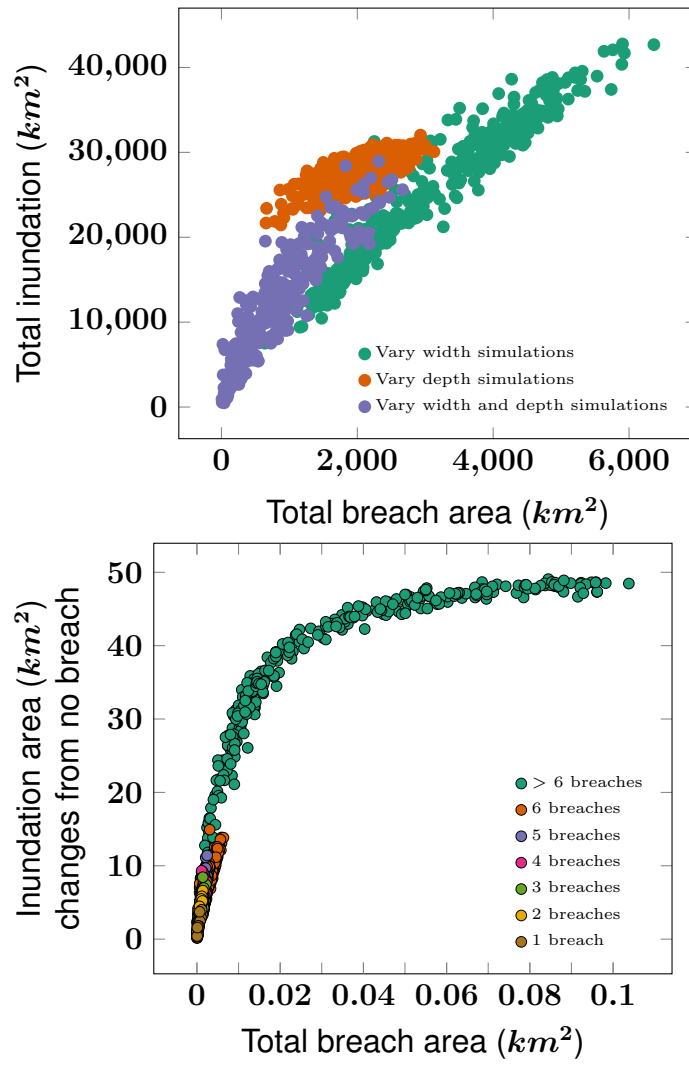 40,000
30,000
20,000
10,000
0
Total inundation (km²)
Vary width simulations
Vary depth simulations
Vary width and depth simulations
0 2,000 4,000 6,000
Total breach area (km²)
50
40
30
20
10
0
Inundation area (km²)
changes from no breach
> 6 breaches
6 breaches
5 breaches
4 breaches
3 breaches
2 breaches
1 breach
0 0.02 0.04 0.06 0.08 0.1
Total breach area (km²)